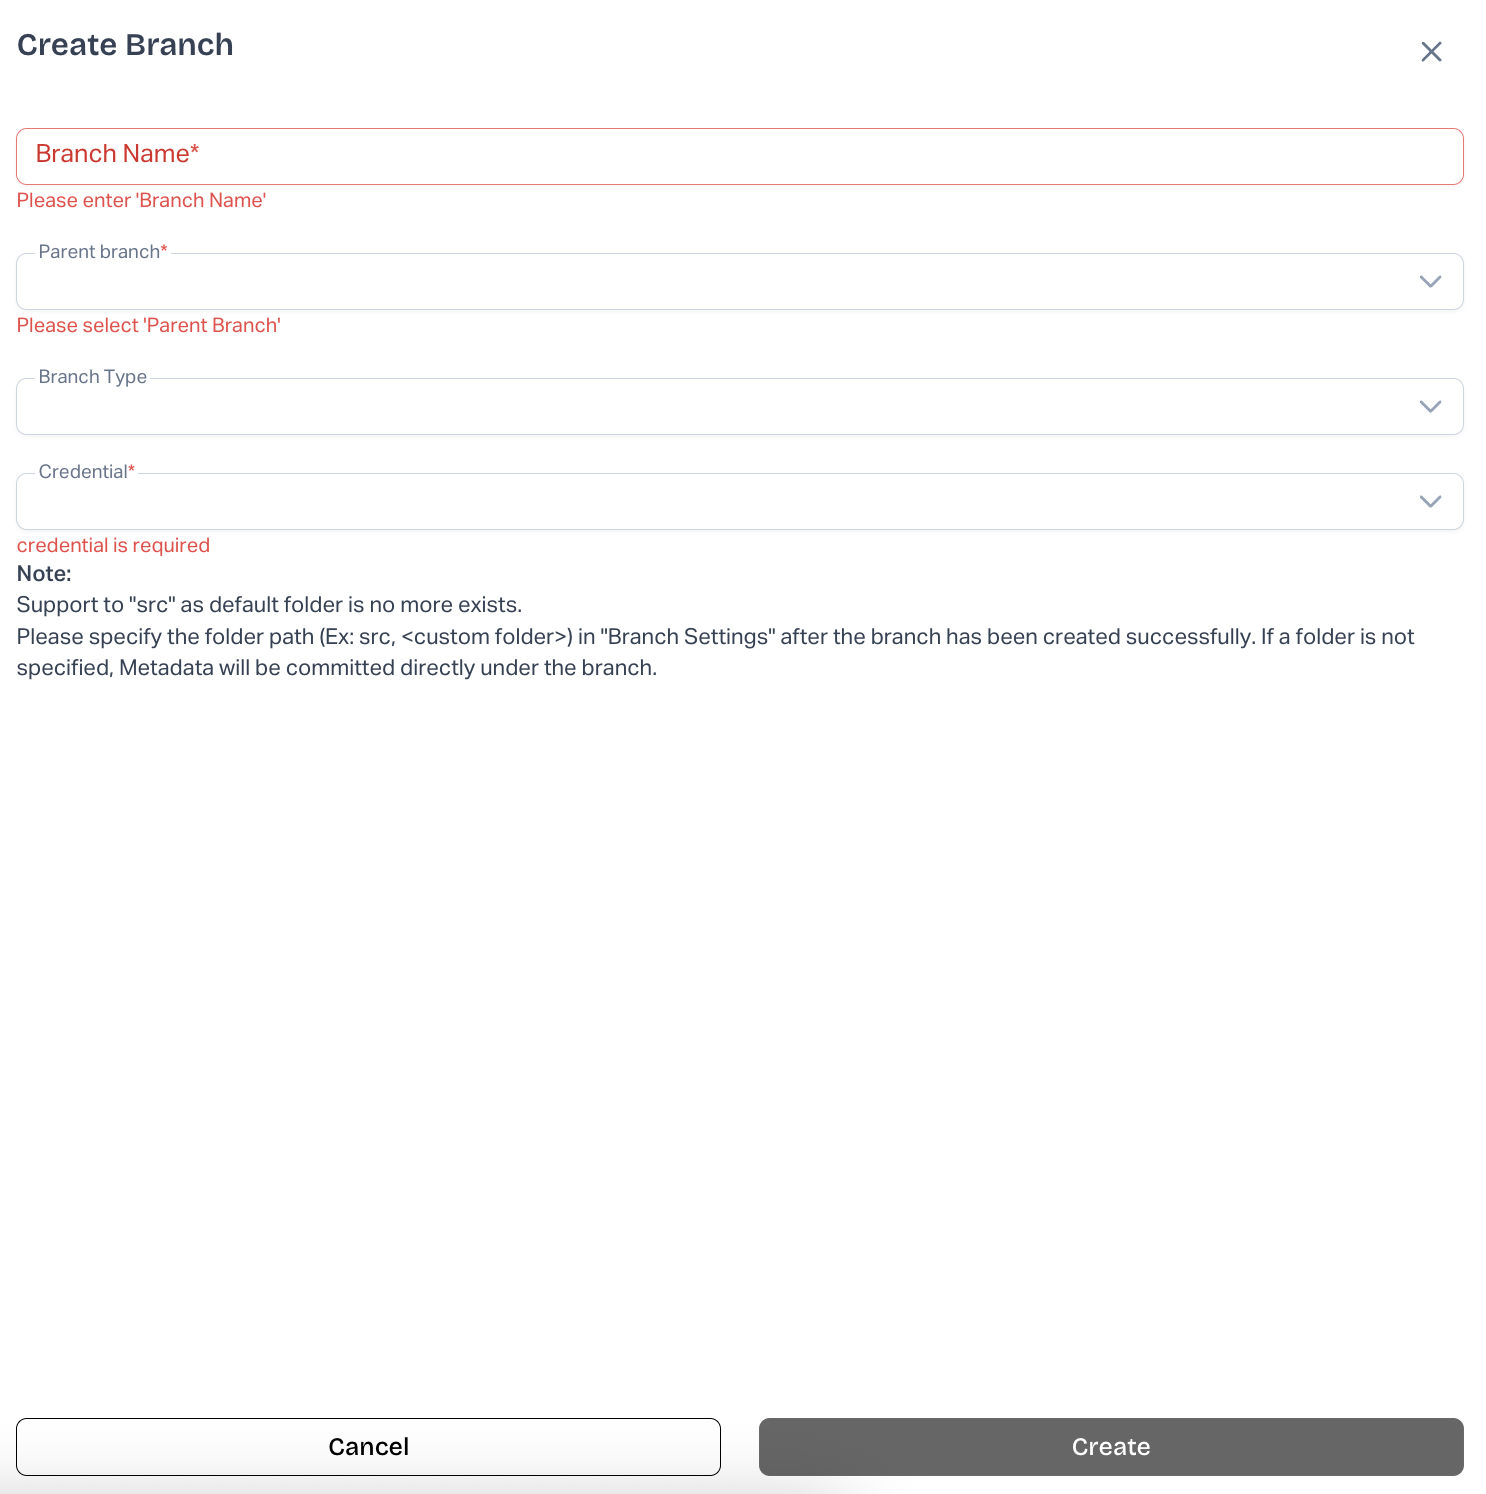 Create Branch
Branch Name*
Please enter 'Branch Name'
Parent branch*
Please select 'Parent Branch'
Branch Type
Credential*
credential is required
Note:
Support to "src" as default folder is no more exists.
Please specify the folder path (Ex: src, <custom folder>) in "Branch Settings" after the branch has been created successfully. If a folder is not
specified, Metadata will be committed directly under the branch.
Cancel
Create